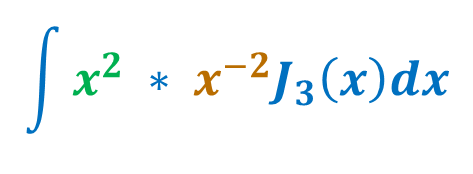 ∫ x² * x⁻²J₃(x)dx